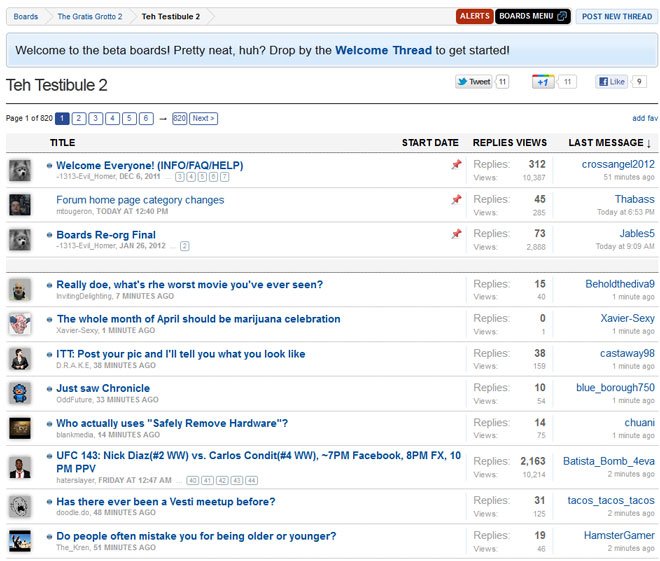 Boards The Gratis Grotto 2 Teh Testibule 2 ALERTS BOARDS MENU POST NEW THREAD
Welcome to the beta boards! Pretty neat, huh? Drop by the Welcome Thread to get started!
Teh Testibule 2 Tweet 11 +1 11 Like 9
Page 1 of 820 1 2 3 4 5 6 → 820 Next > add fav
TITLE START DATE REPLIES VIEWS LAST MESSAGE ↓
Welcome Everyone! (INFO/FAQ/HELP) Replies: 312 crossangel2012
-1313-Evil_Homer, DEC 6, 2011 ... 3 4 5 6 7 Views: 10,387 51 minutes ago
Forum home page category changes Replies: 45 Thabass
mtougeron, TODAY AT 12:40 PM Views: 285 Today at 6:53 PM
Boards Re-org Final Replies: 73 Jables5
-1313-Evil_Homer, JAN 26, 2012 ... 2 Views: 2,888 Today at 9:09 AM
Really doe, what's rhe worst movie you've ever seen? Replies: 15 Beholdthediva9
InvitingDelighting, 7 MINUTES AGO Views: 40 1 minute ago
The whole month of April should be marijuana celebration Replies: 0 Xavier-Sexy
Xavier-Sexy, 1 MINUTE AGO Views: 1 1 minute ago
ITT: Post your pic and I'll tell you what you look like Replies: 38 castaway98
D.R.A.K.E, 38 MINUTES AGO Views: 159 1 minute ago
Just saw Chronicle Replies: 10 blue_borough750
OddFuture, 33 MINUTES AGO Views: 54 1 minute ago
Who actually uses "Safely Remove Hardware"? Replies: 14 chuani
blankmedia, 14 MINUTES AGO Views: 75 1 minute ago
UFC 143: Nick Diaz(#2 WW) vs. Carlos Condit(#4 WW), ~7PM Facebook, 8PM FX, 10 Replies: 2,163 Batista_Bomb_4eva
PM PPV Views: 10,214 2 minutes ago
haterslayer, FRIDAY AT 12:47 AM ... 40 41 42 43 44
Has there ever been a Vesti meetup before? Replies: 31 tacos_tacos_tacos
doodle.do, 48 MINUTES AGO Views: 125 2 minutes ago
Do people often mistake you for being older or younger? Replies: 19 HamsterGamer
The_Kren, 51 MINUTES AGO Views: 46 2 minutes ago